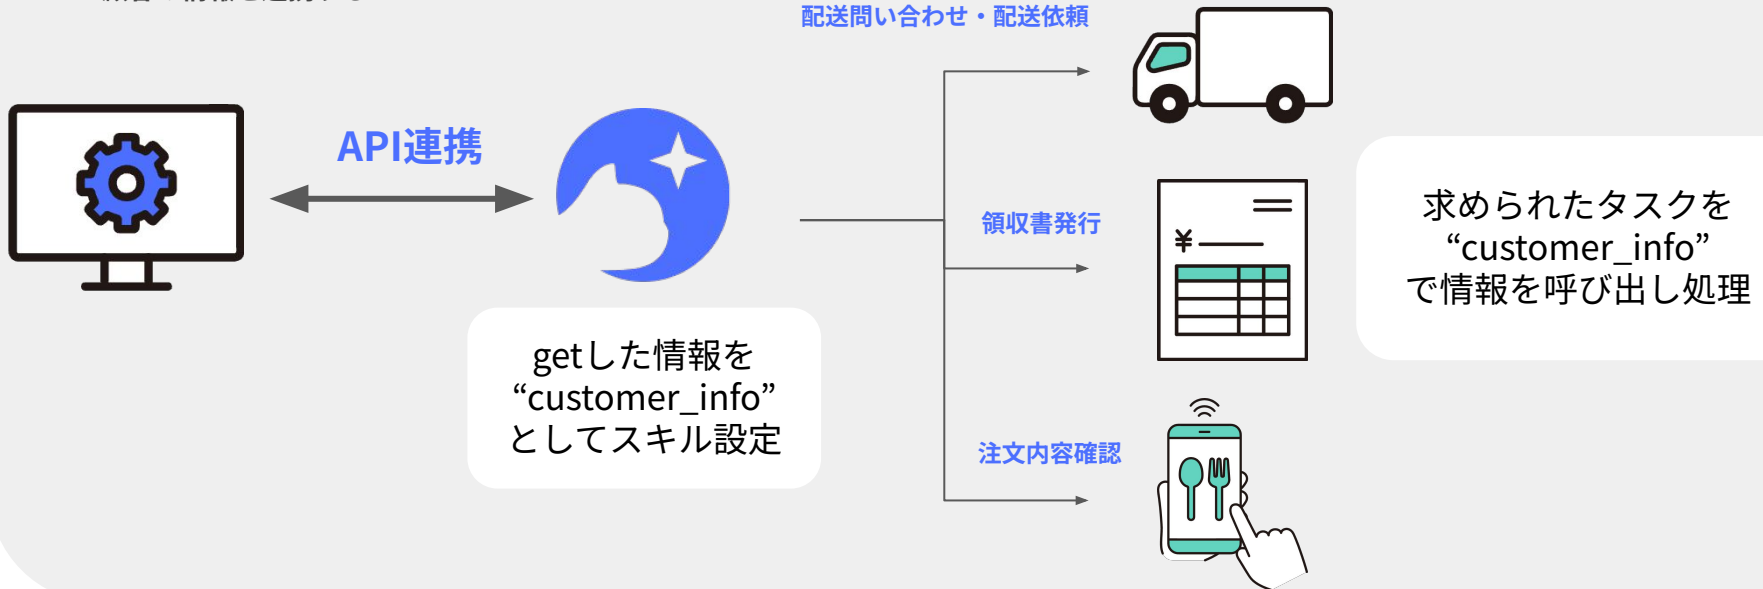 配送問い合わせ・配送依頼
API連携
領収書発行
¥
求められたタスクを
“customer_info”
で情報を呼び出し処理
getした情報を
“customer_info”
としてスキル設定
注文内容確認